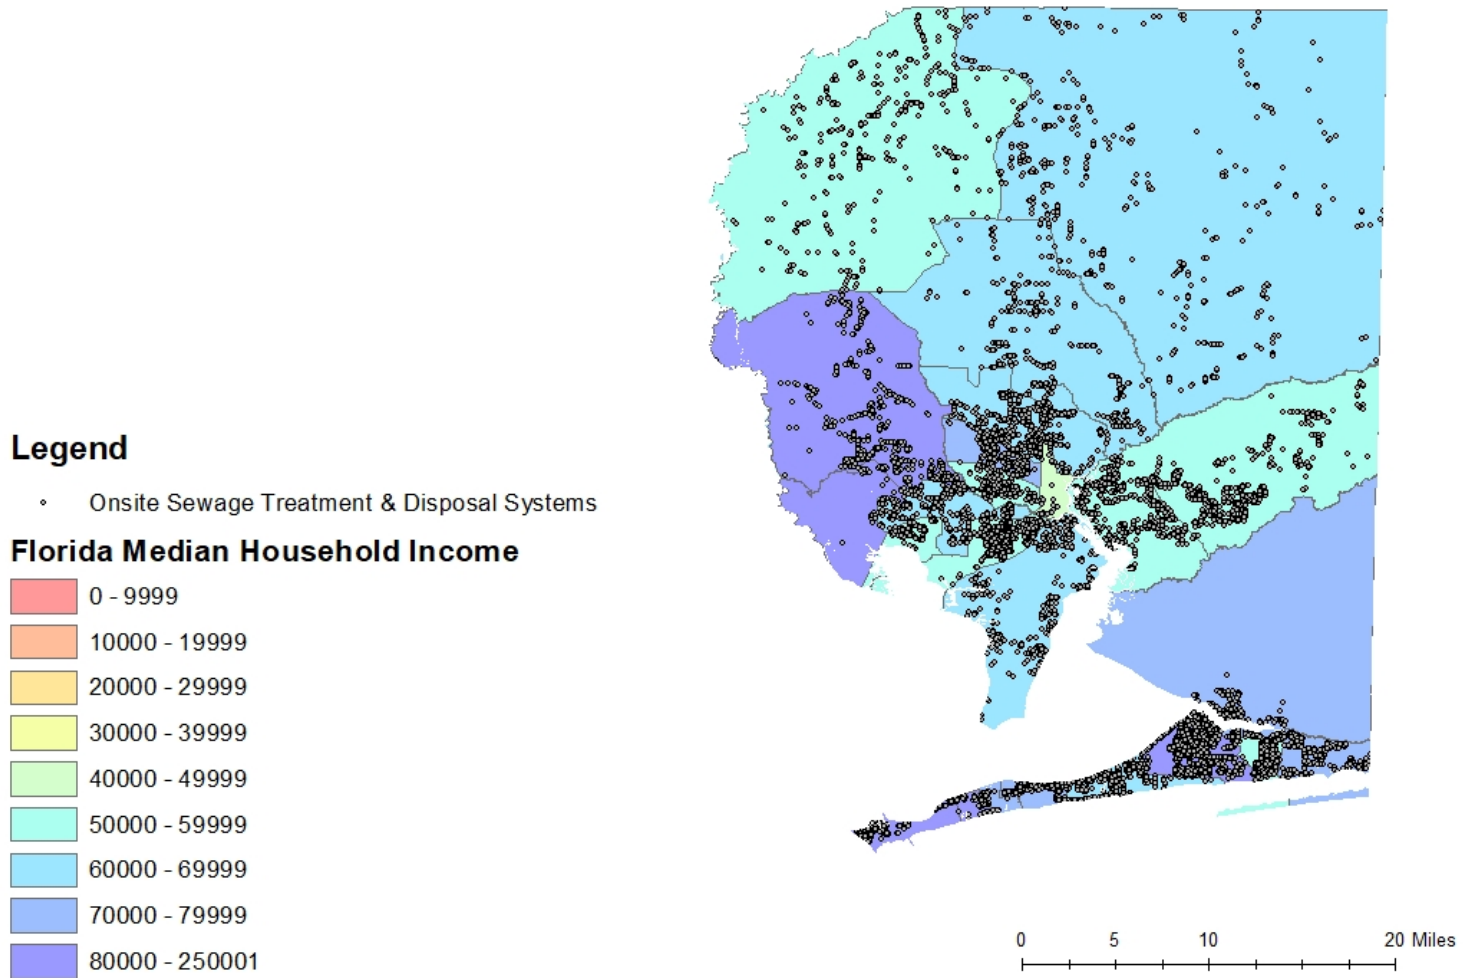 Legend
Onsite Sewage Treatment & Disposal Systems
Florida Median Household Income
0 - 9999
10000 - 19999
20000 - 29999
30000 - 39999
40000 - 49999
50000 - 59999
60000 - 69999
70000 - 79999
80000 - 250001
0 5 10 20 Miles